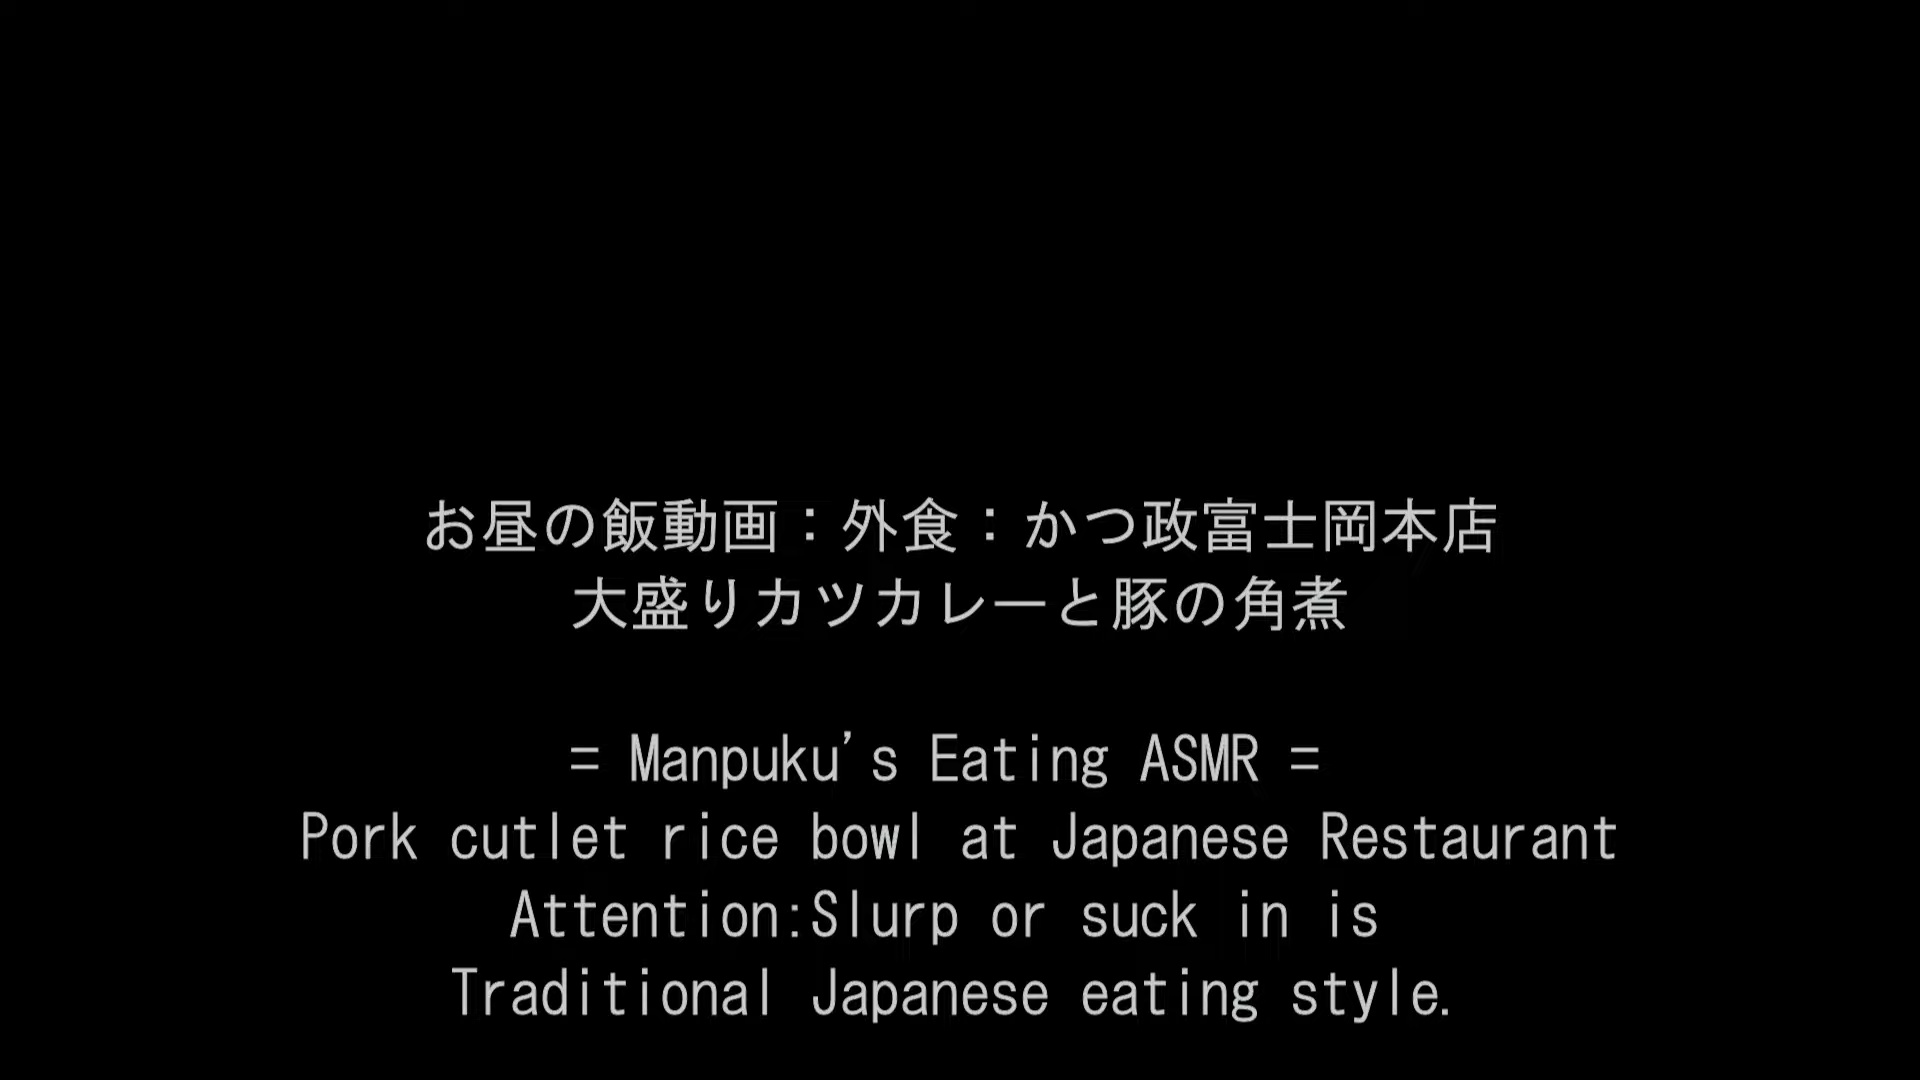 お昼の飯動画：外食：かつ政富士岡本店
大盛りカツカレーと豚の角煮
= Manpuku's Eating ASMR =
Pork cutlet rice bowl at Japanese Restaurant
Attention:Slurp or suck in is
Traditional Japanese eating style.